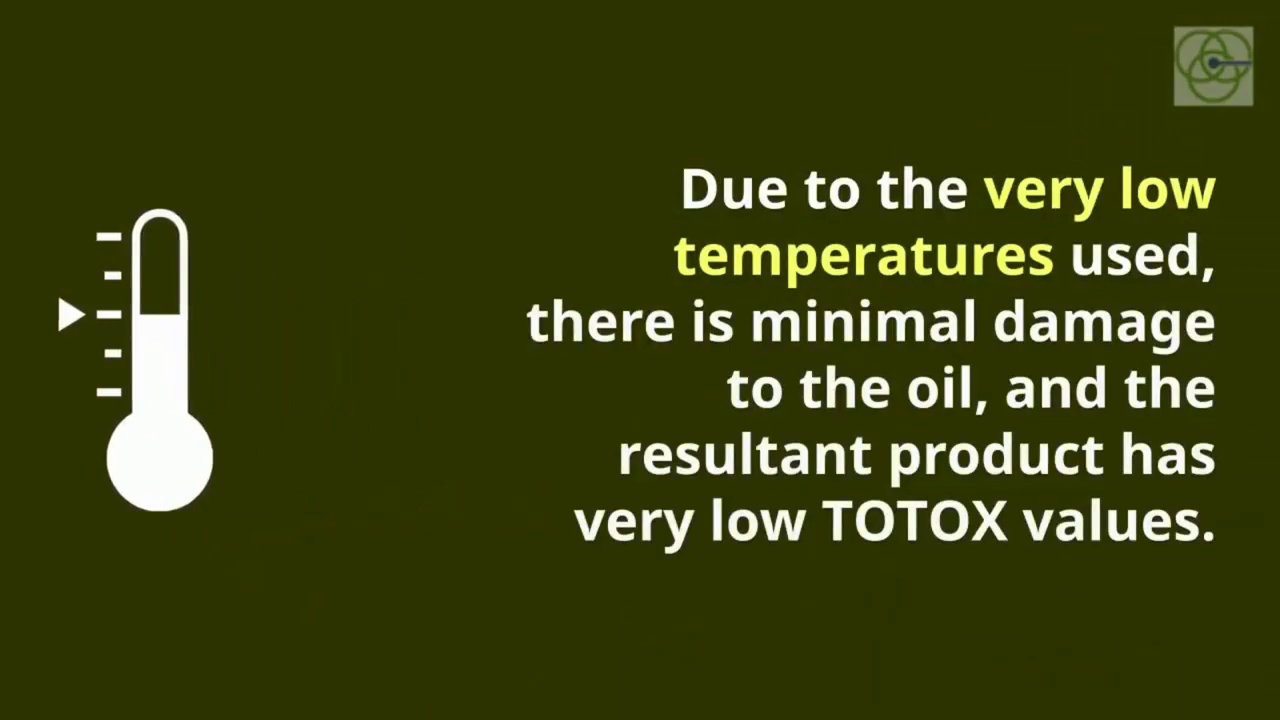 Due to the very low
temperatures used,
there is minimal damage
to the oil, and the
resultant product has
very low TOTOX values.